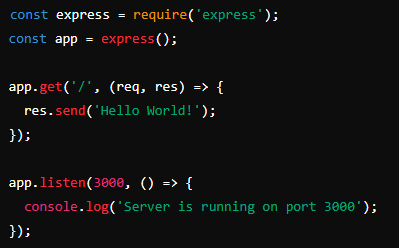 const express = require('express');
const app = express();

app.get('/', (req, res) => {
  res.send('Hello World!');
});

app.listen(3000, () => {
  console.log('Server is running on port 3000');
});